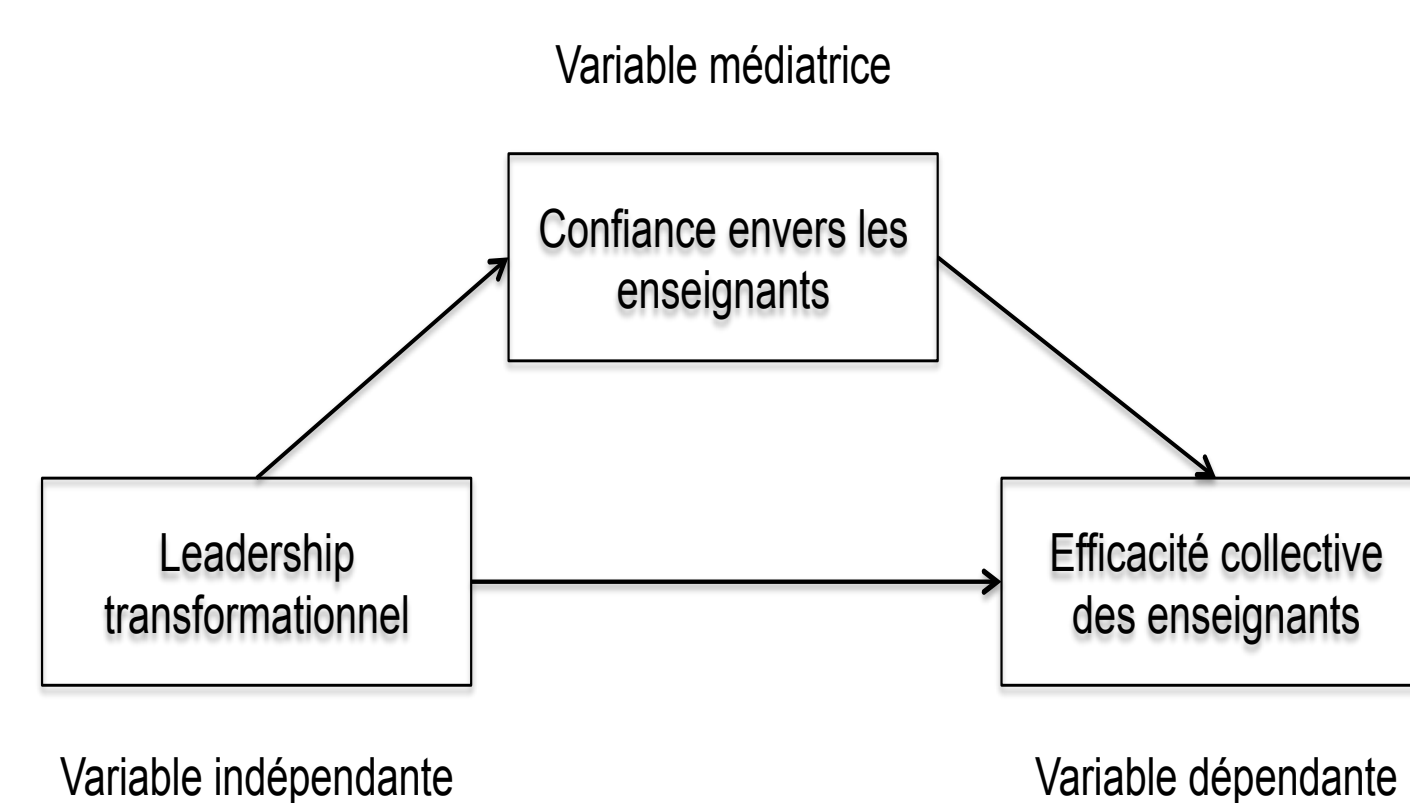 Variable médiatrice
Confiance envers les
enseignants
Leadership
transformationnel
Efficacité collective
des enseignants
Variable indépendante
Variable dépendante